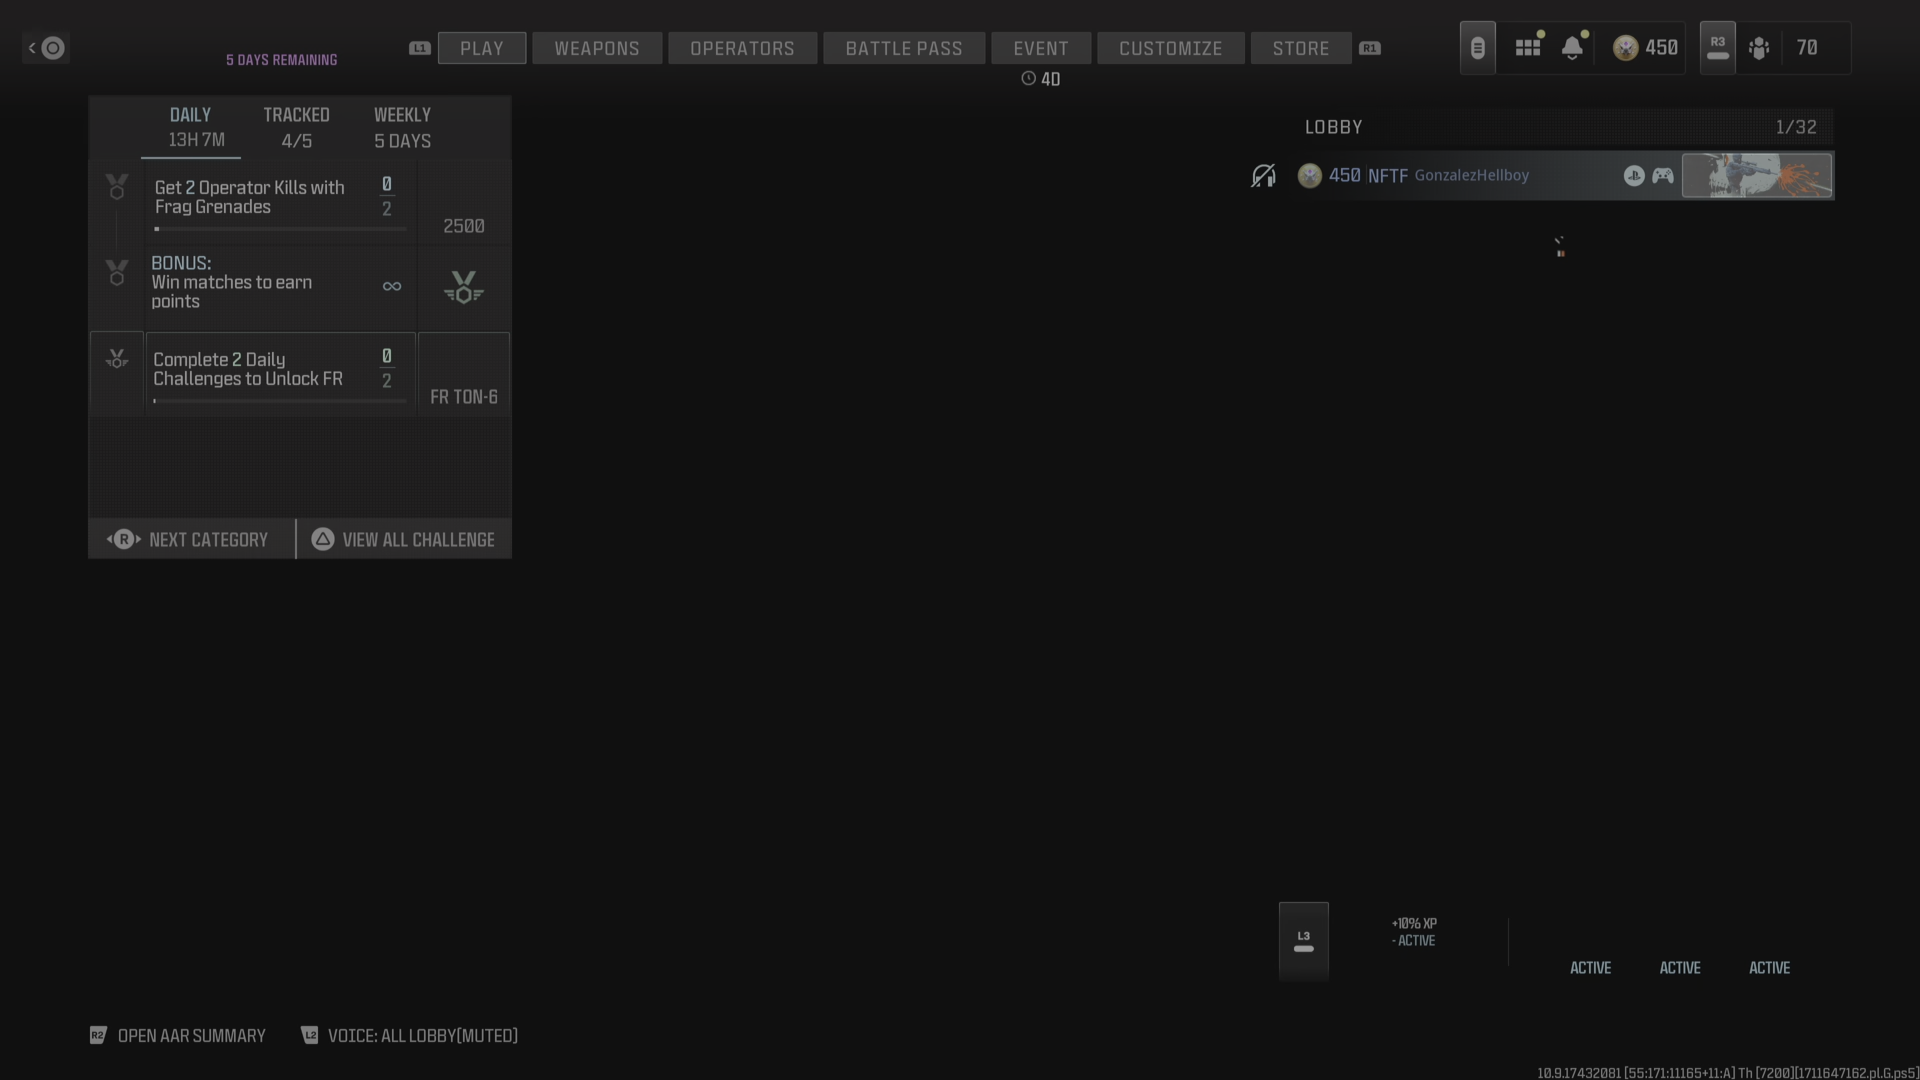 5 DAYS REMAINING
L1 PLAY WEAPONS OPERATORS BATTLE PASS EVENT CUSTOMIZE STORE R1
4D
450 R3 70
DAILY TRACKED WEEKLY
13H 7M 4/5 5 DAYS
Get 2 Operator Kills with
Frag Grenades
0
2
2500
BONUS:
Win matches to earn
points
∞
Complete 2 Daily
Challenges to Unlock FR
0
2
FR TON-6
R NEXT CATEGORY
VIEW ALL CHALLENGE
LOBBY 1/32
450 NFTF GonzalezHellboy
L3
+10% XP
- ACTIVE
ACTIVE ACTIVE ACTIVE
R2 OPEN AAR SUMMARY L2 VOICE: ALL LOBBY[MUTED]
10.9.17432081 [55:171:11165+11:A] Th [7200][1711647162.pl.G.ps5]